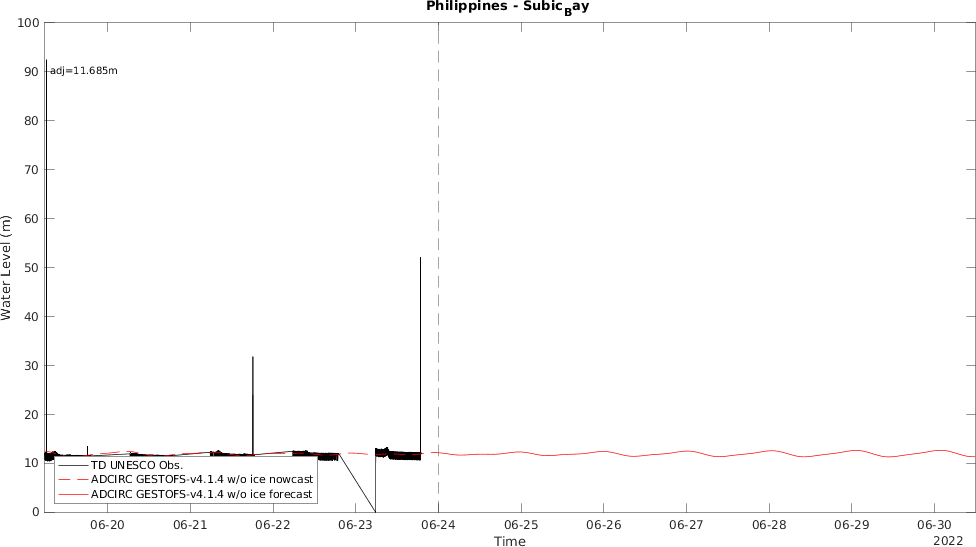 Philippines - Subic_Bay
100
90
80
70
60
50
40
30
20
10
0
Water Level (m)
adj=11.685m
TD UNESCO Obs.
ADCIRC GESTOFS-v4.1.4 w/o ice nowcast
ADCIRC GESTOFS-v4.1.4 w/o ice forecast
06-20 06-21 06-22 06-23 06-24 06-25 06-26 06-27 06-28 06-29 06-30
Time
2022